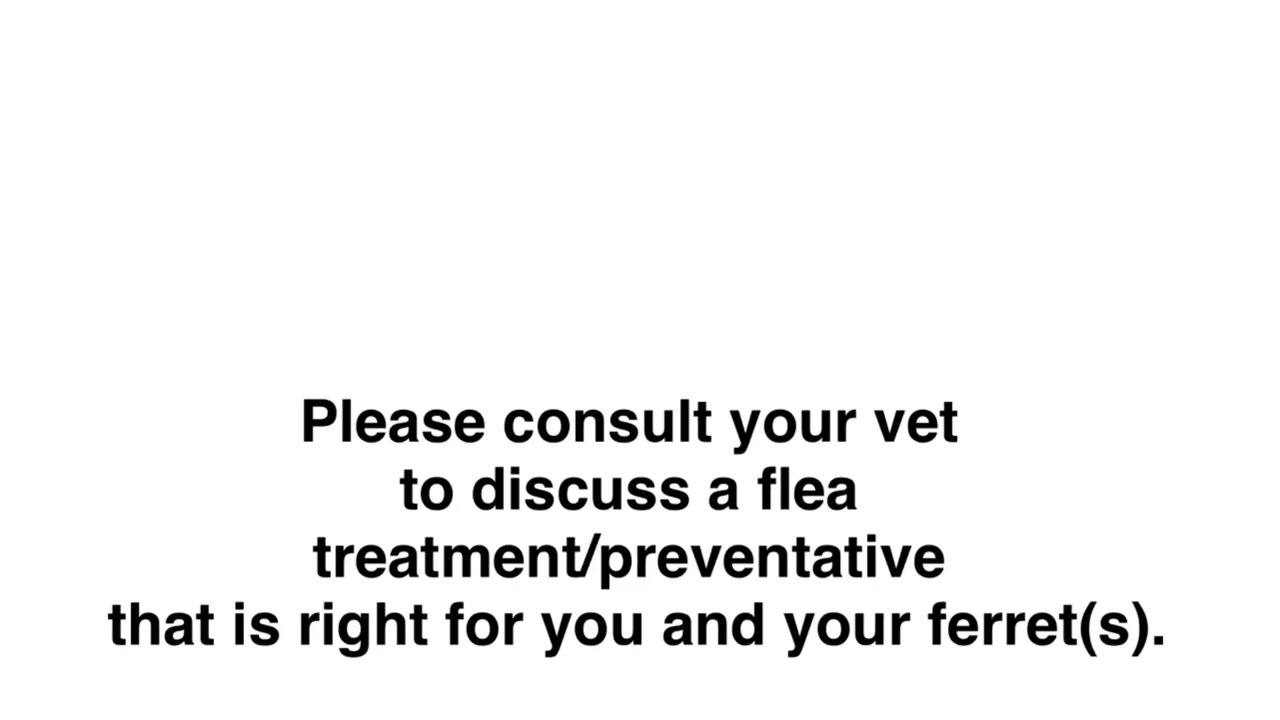 Please consult your vet
to discuss a flea
treatment/preventative
that is right for you and your ferret(s).